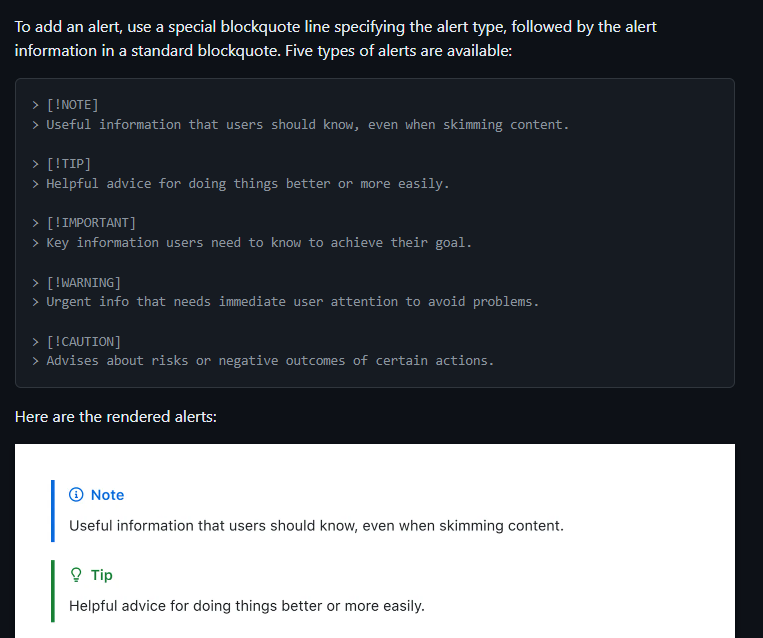 To add an alert, use a special blockquote line specifying the alert type, followed by the alert
information in a standard blockquote. Five types of alerts are available:
> [!NOTE]
> Useful information that users should know, even when skimming content.
> [!TIP]
> Helpful advice for doing things better or more easily.
> [!IMPORTANT]
> Key information users need to know to achieve their goal.
> [!WARNING]
> Urgent info that needs immediate user attention to avoid problems.
> [!CAUTION]
> Advises about risks or negative outcomes of certain actions.
Here are the rendered alerts:
Note
Useful information that users should know, even when skimming content.
Tip
Helpful advice for doing things better or more easily.